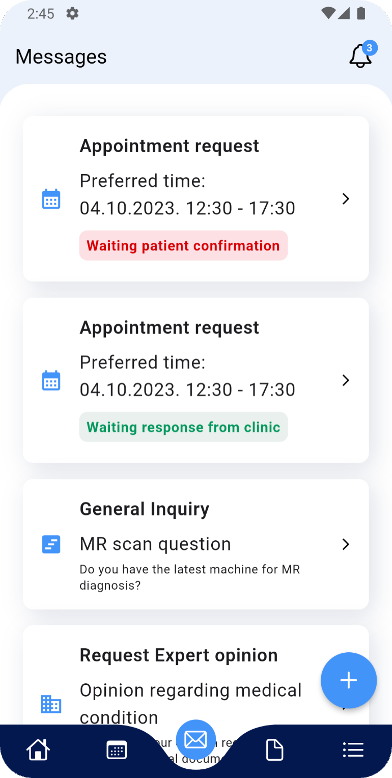 2:45
Messages
3
Appointment request
Preferred time:
04.10.2023. 12:30 - 17:30
Waiting patient confirmation
Appointment request
Preferred time:
04.10.2023. 12:30 - 17:30
Waiting response from clinic
General Inquiry
MR scan question
Do you have the latest machine for MR
diagnosis?
Request Expert opinion
Opinion regarding medical
condition